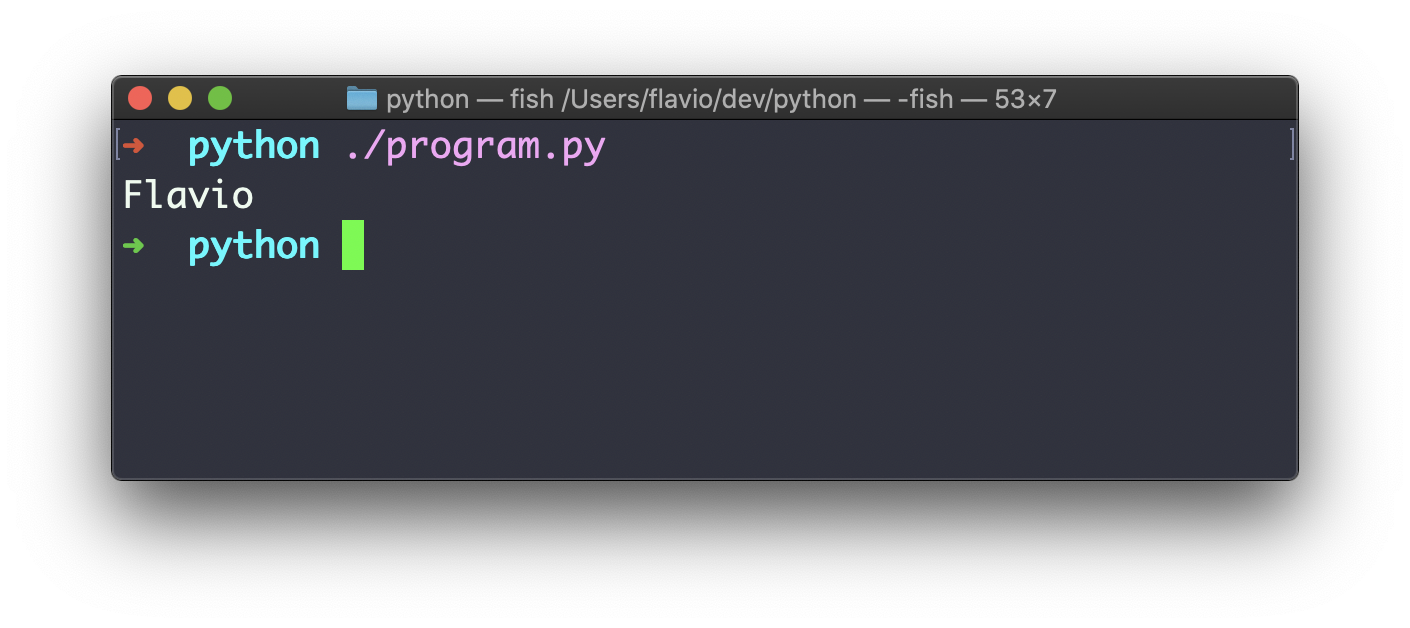 python — fish /Users/flavio/dev/python — -fish — 53×7
[➜  python ./program.py ]
Flavio
➜  python